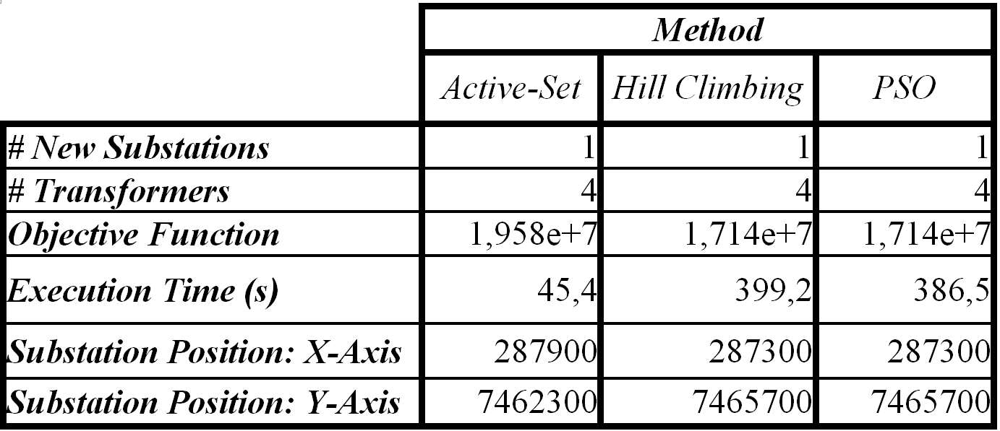 Method
Active-Set Hill Climbing PSO
# New Substations 1 1 1
# Transformers 4 4 4
Objective Function 1,958e+7 1,714e+7 1,714e+7
Execution Time (s) 45,4 399,2 386,5
Substation Position: X-Axis 287900 287300 287300
Substation Position: Y-Axis 7462300 7465700 7465700